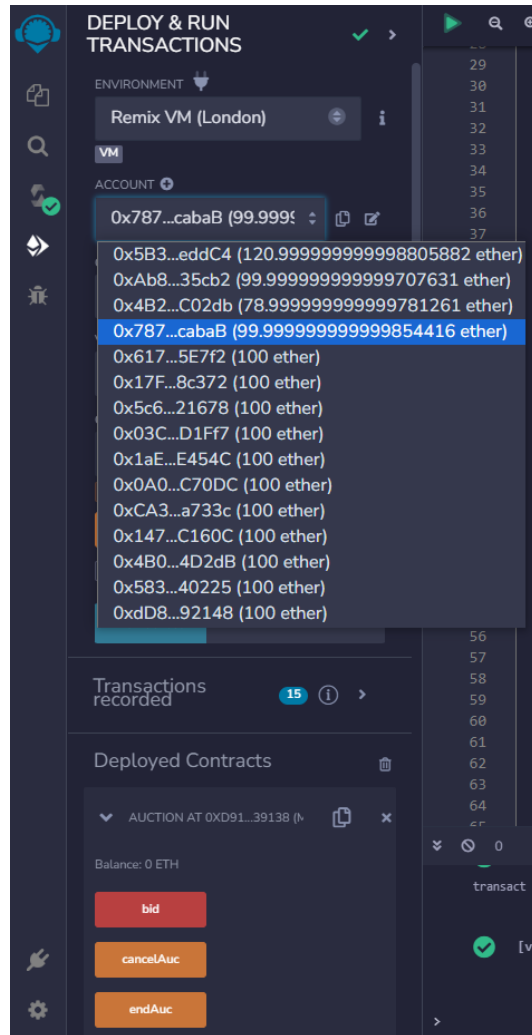 DEPLOY & RUN
TRANSACTIONS
ENVIRONMENT
Remix VM (London)
VM
ACCOUNT
0x787...cabaB (99.9999
0x5B3...eddC4 (120.999999999998805882 ether)
0xAb8...35cb2 (99.999999999999707631 ether)
0x4B2...C02db (78.999999999999781261 ether)
0x787...cabaB (99.999999999999854416 ether)
0x617...5E7f2 (100 ether)
0x17F...8c372 (100 ether)
0x5c6...21678 (100 ether)
0x03C...D1Ff7 (100 ether)
0x1aE...E454C (100 ether)
0x0A0...C70DC (100 ether)
0xCA3...a733c (100 ether)
0x147...C160C (100 ether)
0x4B0...4D2dB (100 ether)
0x583...40225 (100 ether)
0xdD8...92148 (100 ether)
Transactions
recorded
15
Deployed Contracts
AUCTION AT 0XD91...39138 (M
Balance: 0 ETH
bid
cancelAuc
endAuc
29
30
31
32
33
34
35
36
37
56
57
58
59
60
61
62
63
64
65
0
transact
[v
>